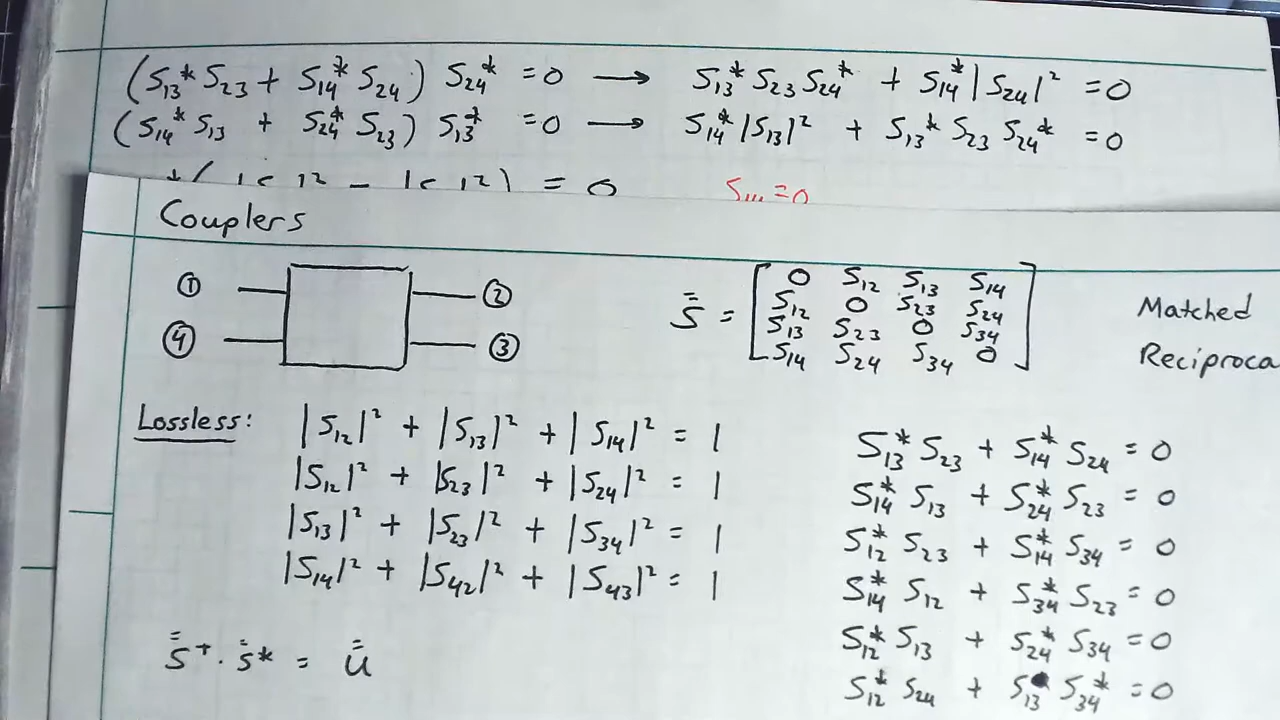 (S13* S23 + S14* S24) S24* = 0 → S13* S23 S24* + S14* |S24|² = 0
(S14* S13 + S24* S23) S13* = 0 → S14* |S13|² + S13* S23 S24* = 0
= 0
= 0
Couplers
① ②
④ ③
S̿ = [ 0 S12 S13 S14
S12 0 S23 S24
S13 S23 0 S34
S14 S24 S34 0 ]
Matched
Reciproca
Lossless: |S12|² + |S13|² + |S14|² = 1
|S12|² + |S23|² + |S24|² = 1
|S13|² + |S23|² + |S34|² = 1
|S14|² + |S42|² + |S43|² = 1
S̿⁺ · S̿* = U̿
S13* S23 + S14* S24 = 0
S14* S13 + S24* S23 = 0
S12* S23 + S14* S34 = 0
S14* S12 + S34* S23 = 0
S12* S13 + S24* S34 = 0
S12* S24 + S13 S34* = 0